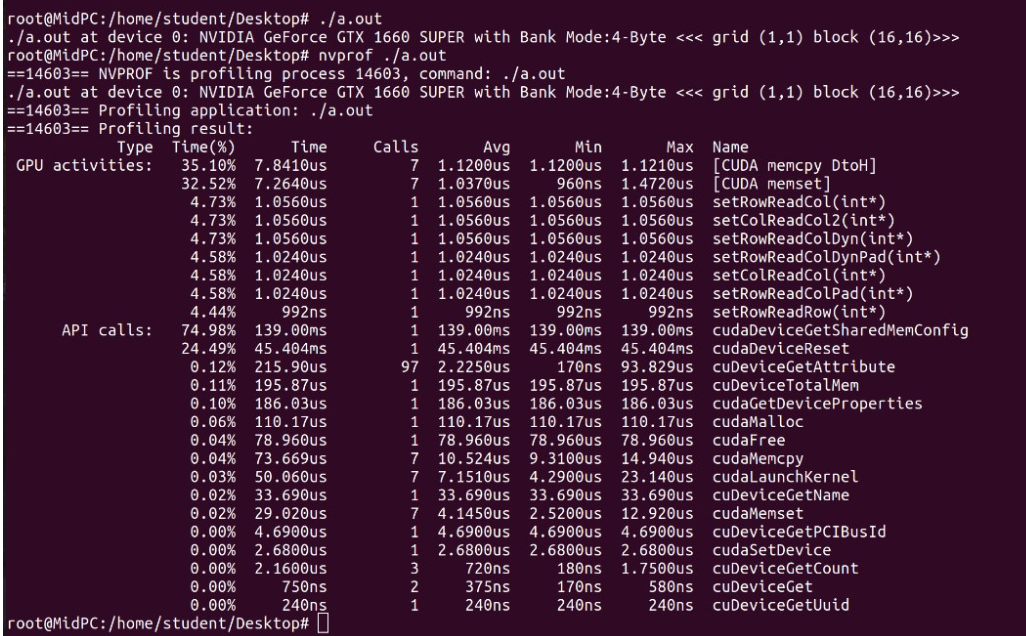 root@MidPC:/home/student/Desktop# ./a.out
./a.out at device 0: NVIDIA GeForce GTX 1660 SUPER with Bank Mode:4-Byte <<< grid (1,1) block (16,16)>>>
root@MidPC:/home/student/Desktop# nvprof ./a.out
==14603== NVPROF is profiling process 14603, command: ./a.out
./a.out at device 0: NVIDIA GeForce GTX 1660 SUPER with Bank Mode:4-Byte <<< grid (1,1) block (16,16)>>>
==14603== Profiling application: ./a.out
==14603== Profiling result:
Type Time(%) Time Calls Avg Min Max Name
GPU activities: 35.10% 7.8410us 7 1.1200us 1.1200us 1.1210us [CUDA memcpy DtoH]
32.52% 7.2640us 7 1.0370us 960ns 1.4720us [CUDA memset]
4.73% 1.0560us 1 1.0560us 1.0560us 1.0560us setRowReadCol(int*)
4.73% 1.0560us 1 1.0560us 1.0560us 1.0560us setColReadCol2(int*)
4.73% 1.0560us 1 1.0560us 1.0560us 1.0560us setRowReadColDyn(int*)
4.58% 1.0240us 1 1.0240us 1.0240us 1.0240us setRowReadColDynPad(int*)
4.58% 1.0240us 1 1.0240us 1.0240us 1.0240us setColReadCol(int*)
4.58% 1.0240us 1 1.0240us 1.0240us 1.0240us setRowReadColPad(int*)
4.44% 992ns 1 992ns 992ns 992ns setRowReadRow(int*)
API calls: 74.98% 139.00ms 1 139.00ms 139.00ms 139.00ms cudaDeviceGetSharedMemConfig
24.49% 45.404ms 1 45.404ms 45.404ms 45.404ms cudaDeviceReset
0.12% 215.90us 97 2.2250us 170ns 93.829us cuDeviceGetAttribute
0.11% 195.87us 1 195.87us 195.87us 195.87us cuDeviceTotalMem
0.10% 186.03us 1 186.03us 186.03us 186.03us cudaGetDeviceProperties
0.06% 110.17us 1 110.17us 110.17us 110.17us cudaMalloc
0.04% 78.960us 1 78.960us 78.960us 78.960us cudaFree
0.04% 73.669us 7 10.524us 9.3100us 14.940us cudaMemcpy
0.03% 50.060us 7 7.1510us 4.2900us 23.140us cudaLaunchKernel
0.02% 33.690us 1 33.690us 33.690us 33.690us cuDeviceGetName
0.02% 29.020us 7 4.1450us 2.5200us 12.920us cudaMemset
0.00% 4.6900us 1 4.6900us 4.6900us 4.6900us cuDeviceGetPCIBusId
0.00% 2.6800us 1 2.6800us 2.6800us 2.6800us cudaSetDevice
0.00% 2.1600us 3 720ns 180ns 1.7500us cuDeviceGetCount
0.00% 750ns 2 375ns 170ns 580ns cuDeviceGet
0.00% 240ns 1 240ns 240ns 240ns cuDeviceGetUuid
root@MidPC:/home/student/Desktop#